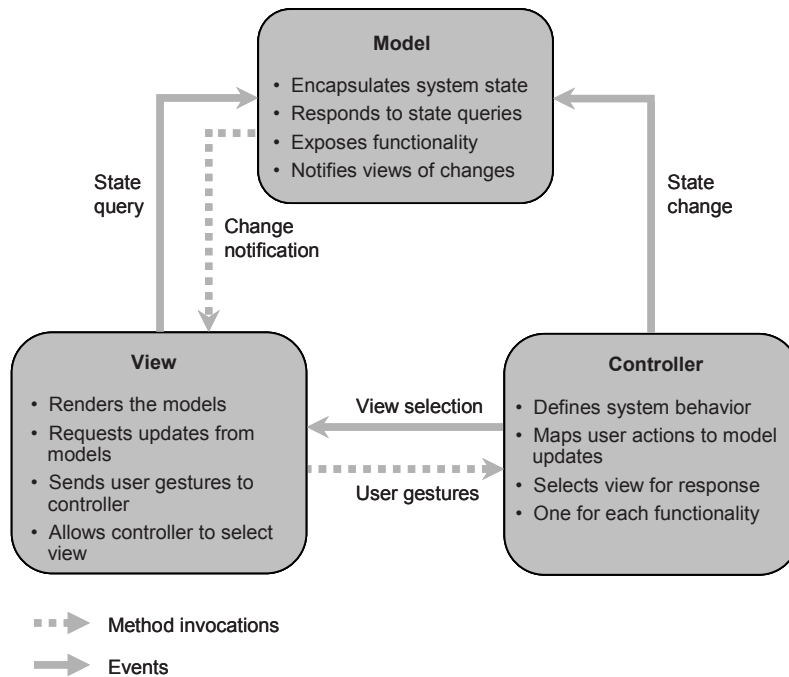 Model
• Encapsulates system state
• Responds to state queries
• Exposes functionality
• Notifies views of changes
State
query
Change
notification
State
change
View
• Renders the models
• Requests updates from
models
• Sends user gestures to
controller
• Allows controller to select
view
View selection
User gestures
Controller
• Defines system behavior
• Maps user actions to model
updates
• Selects view for response
• One for each functionality
Method invocations
Events